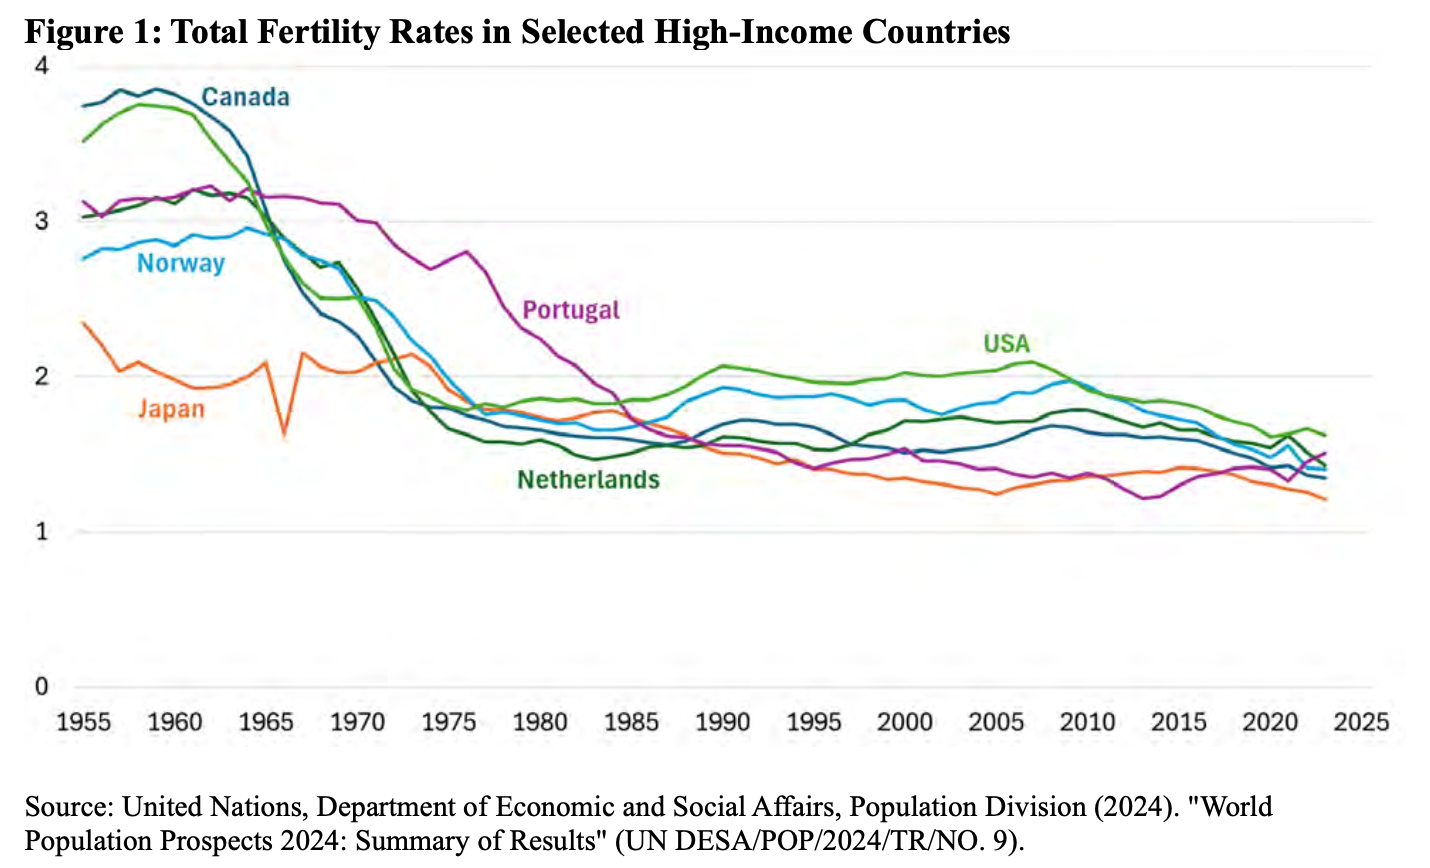 Figure 1: Total Fertility Rates in Selected High-Income Countries
4
Canada
3
Norway
Portugal
USA
2
Japan
Netherlands
1
0
1955 1960 1965 1970 1975 1980 1985 1990 1995 2000 2005 2010 2015 2020 2025
Source: United Nations, Department of Economic and Social Affairs, Population Division (2024). "World
Population Prospects 2024: Summary of Results" (UN DESA/POP/2024/TR/NO. 9).